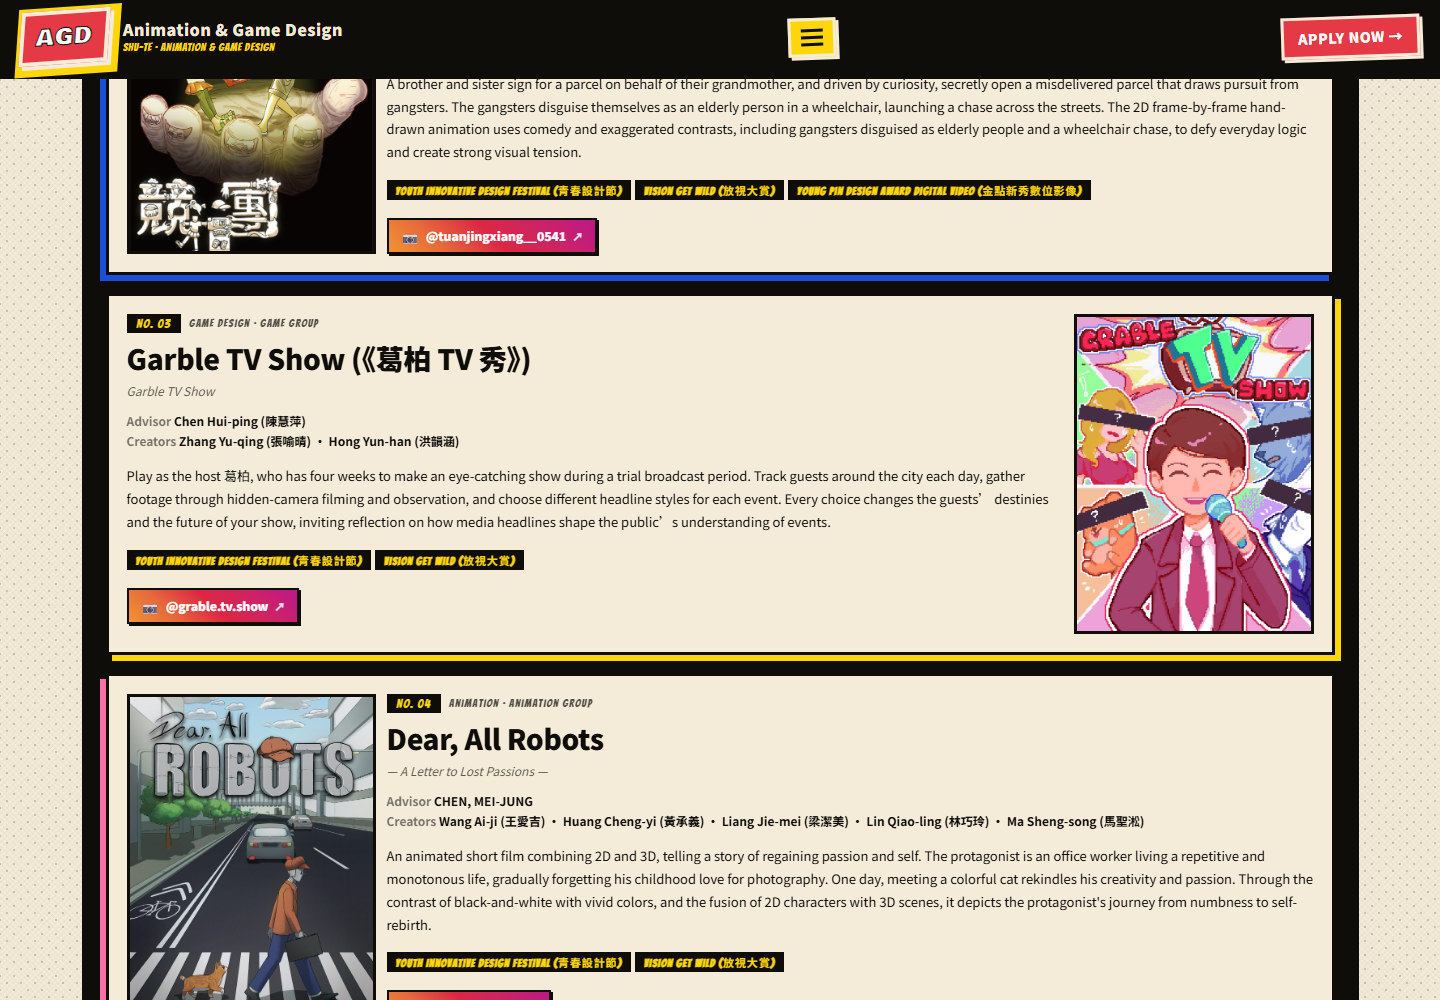 AGD
Animation & Game Design
SHU-TE · ANIMATION & GAME DESIGN
APPLY NOW →
A brother and sister sign for a parcel on behalf of their grandmother, and driven by curiosity, secretly open a misdelivered parcel that draws pursuit from
gangsters. The gangsters disguise themselves as an elderly person in a wheelchair, launching a chase across the streets. The 2D frame-by-frame hand-
drawn animation uses comedy and exaggerated contrasts, including gangsters disguised as elderly people and a wheelchair chase, to defy everyday logic
and create strong visual tension.
YOUTH INNOVATIVE DESIGN FESTIVAL (青春設計節) VISION GET WILD (放視大賞) YOUNG PIN DESIGN AWARD DIGITAL VIDEO (金點新秀數位影像)
@tuanjingxiang__0541 ↗
NO. 03 GAME DESIGN · GAME GROUP
Garble TV Show (《葛柏 TV 秀》)
Garble TV Show
Advisor Chen Hui-ping (陳慧萍)
Creators Zhang Yu-qing (張喻晴) · Hong Yun-han (洪韻涵)
Play as the host 葛柏, who has four weeks to make an eye-catching show during a trial broadcast period. Track guests around the city each day, gather
footage through hidden-camera filming and observation, and choose different headline styles for each event. Every choice changes the guests’ destinies
and the future of your show, inviting reflection on how media headlines shape the public’s understanding of events.
YOUTH INNOVATIVE DESIGN FESTIVAL (青春設計節) VISION GET WILD (放視大賞)
@grable.tv.show ↗
GRABLE
TV
SHOW
?
?
?
?
Dear, All
ROBOTS
NO. 04 ANIMATION · ANIMATION GROUP
Dear, All Robots
— A Letter to Lost Passions —
Advisor CHEN, MEI-JUNG
Creators Wang Ai-ji (王愛吉) · Huang Cheng-yi (黃承義) · Liang Jie-mei (梁潔美) · Lin Qiao-ling (林巧玲) · Ma Sheng-song (馬聖淞)
An animated short film combining 2D and 3D, telling a story of regaining passion and self. The protagonist is an office worker living a repetitive and
monotonous life, gradually forgetting his childhood love for photography. One day, meeting a colorful cat rekindles his creativity and passion. Through the
contrast of black-and-white with vivid colors, and the fusion of 2D characters with 3D scenes, it depicts the protagonist's journey from numbness to self-
rebirth.
YOUTH INNOVATIVE DESIGN FESTIVAL (青春設計節) VISION GET WILD (放視大賞)